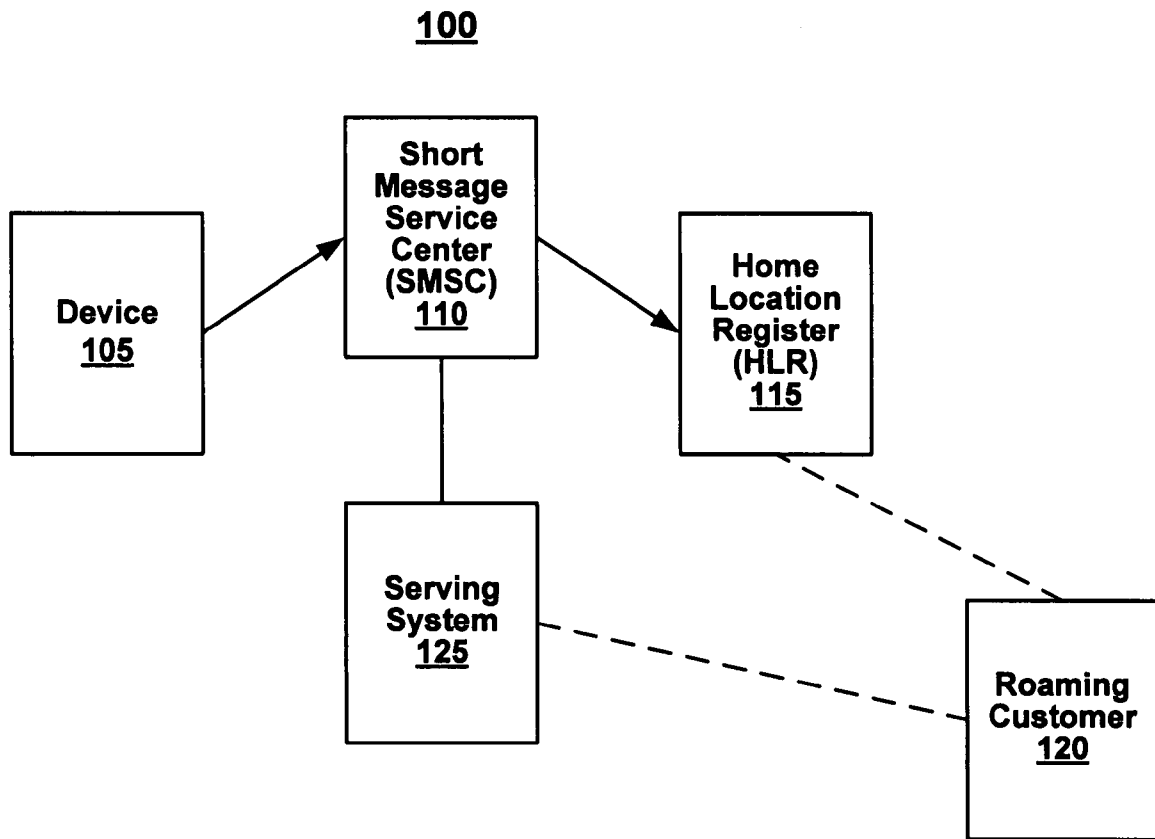 100
Short
Message
Service
Center
(SMSC)
110
Device
105
Home
Location
Register
(HLR)
115
Serving
System
125
Roaming
Customer
120